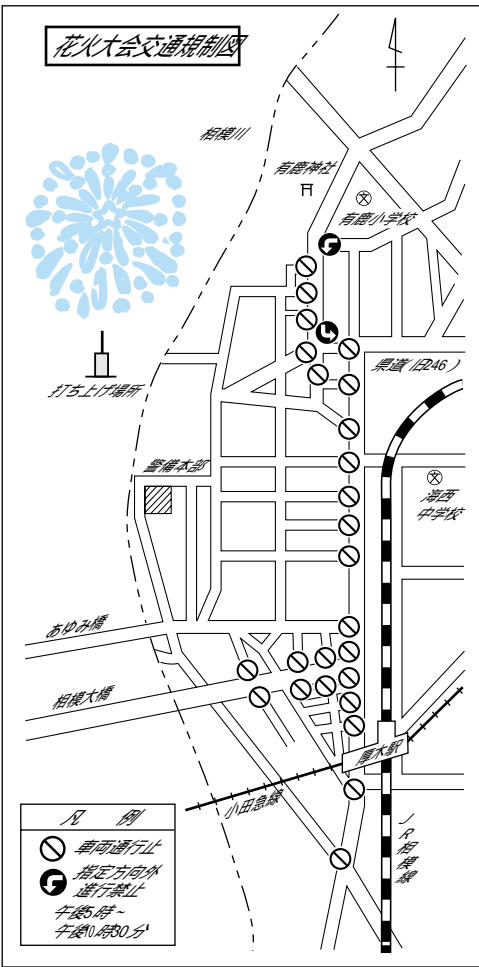 花火大会交通規制図
相模川
有鹿神社
文
有鹿小学校
打ち上げ場所
県道(旧246)
警備本部
文
海西
中学校
あゆみ橋
相模大橋
厚木駅
小田急線
JR相模線
凡例
車両通行止
指定方向外
進行禁止
午後5時~
午後10時30分